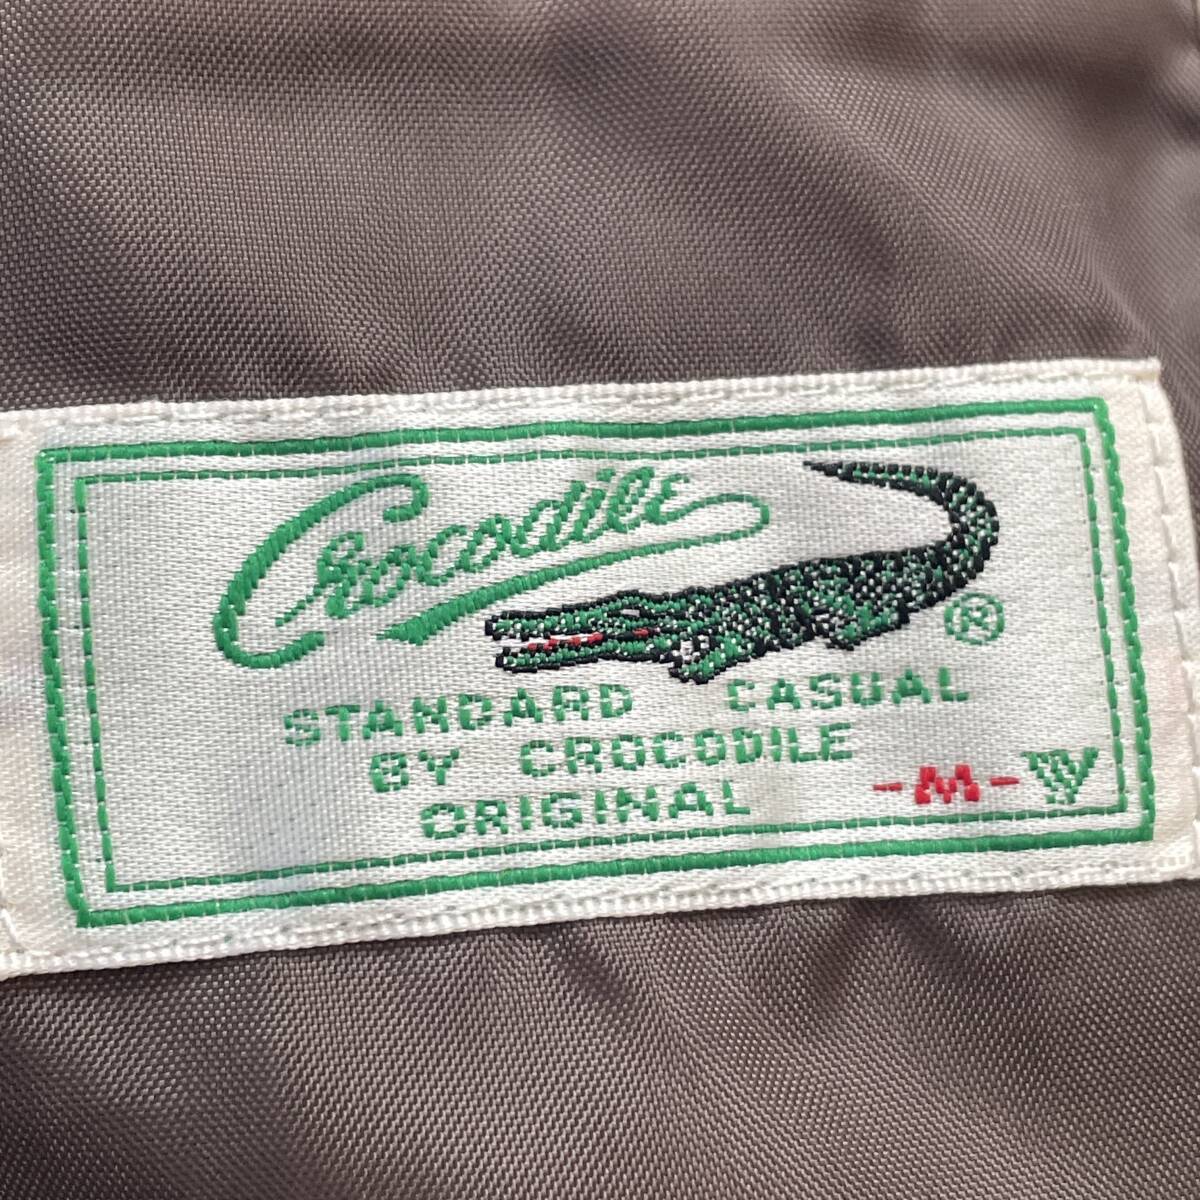 Crocodile
®
STANDARD CASUAL
BY CROCODILE
ORIGINAL
-M-